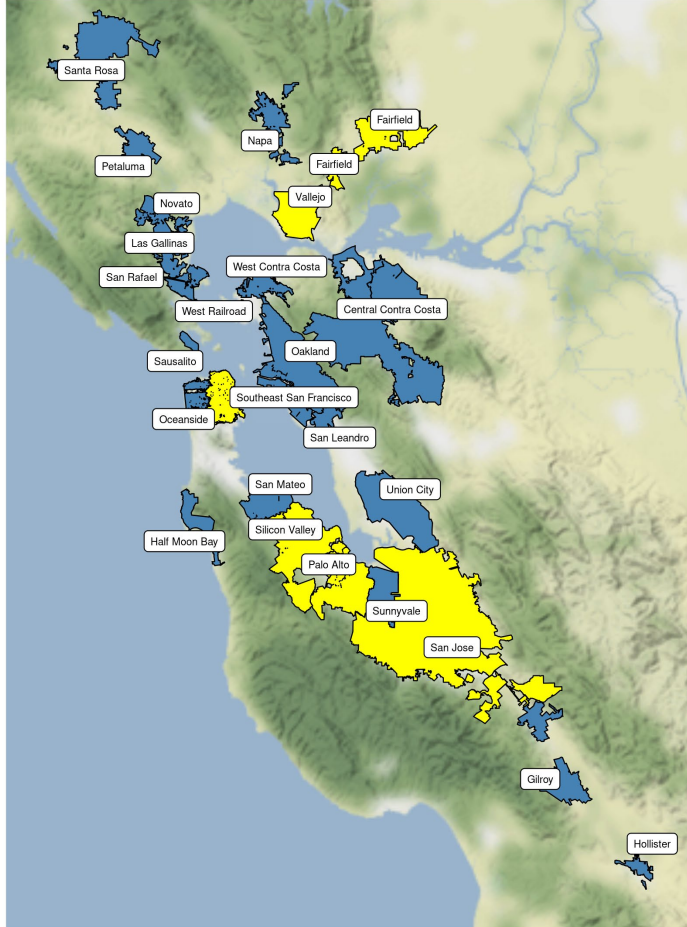 Santa Rosa
Fairfield
Napa
Fairfield
Petaluma
Vallejo
Novato
Las Gallinas
West Contra Costa
San Rafael
Central Contra Costa
West Railroad
Oakland
Sausalito
Southeast San Francisco
Oceanside
San Leandro
San Mateo
Union City
Silicon Valley
Half Moon Bay
Palo Alto
Sunnyvale
San Jose
Gilroy
Hollister